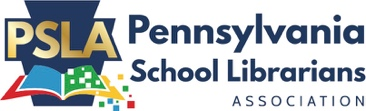 PSLA
Pennsylvania
School Librarians
ASSOCIATION